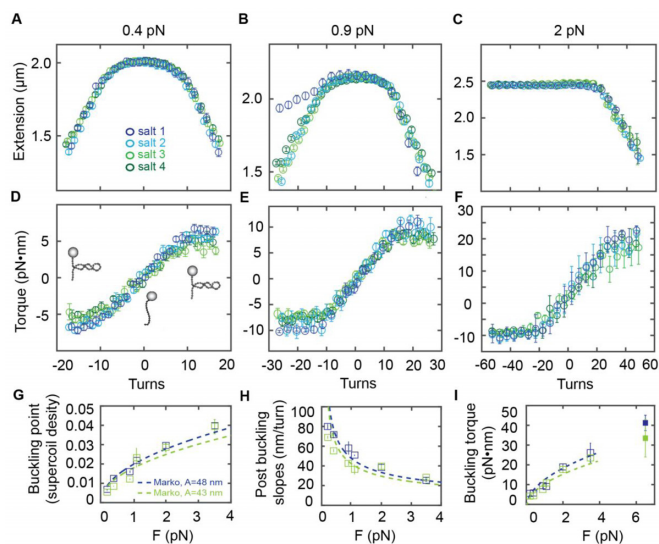 A 0.4 pN B 0.9 pN C 2 pN
Extension (µm)
2.0
1.5
salt 1
salt 2
salt 3
salt 4
2.0
1.5
2.5
2.0
1.5
D E F
Torque (pN•nm)
5
0
-5
10
5
0
-5
-10
20
10
0
-10
-20 -10 0 10 20
-30 -20 -10 0 10 20 30
-60 -40 -20 0 20 40 60
Turns Turns Turns
G H I
Buckling point
(supercoil desity)
0.05
0.04
0.03
0.02
0.01
0
Marko, A=48 nm
Marko, A=43 nm
0 1 2 3 4
F (pN)
Post buckling
slopes (nm/turn)
100
80
60
40
20
0
0 1 2 3 4
F (pN)
Buckling torque
(pN•nm)
50
40
30
20
10
0
0 2 4 6
F (pN)